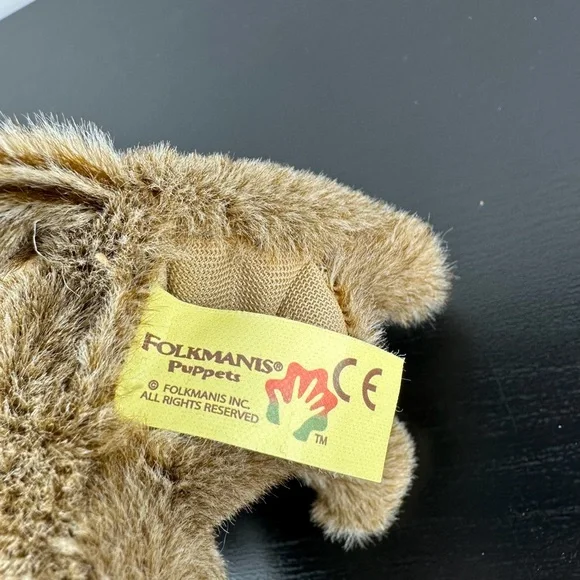 FOLKMANIS®
Puppets
© FOLKMANIS INC.
ALL RIGHTS RESERVED
TM
CE